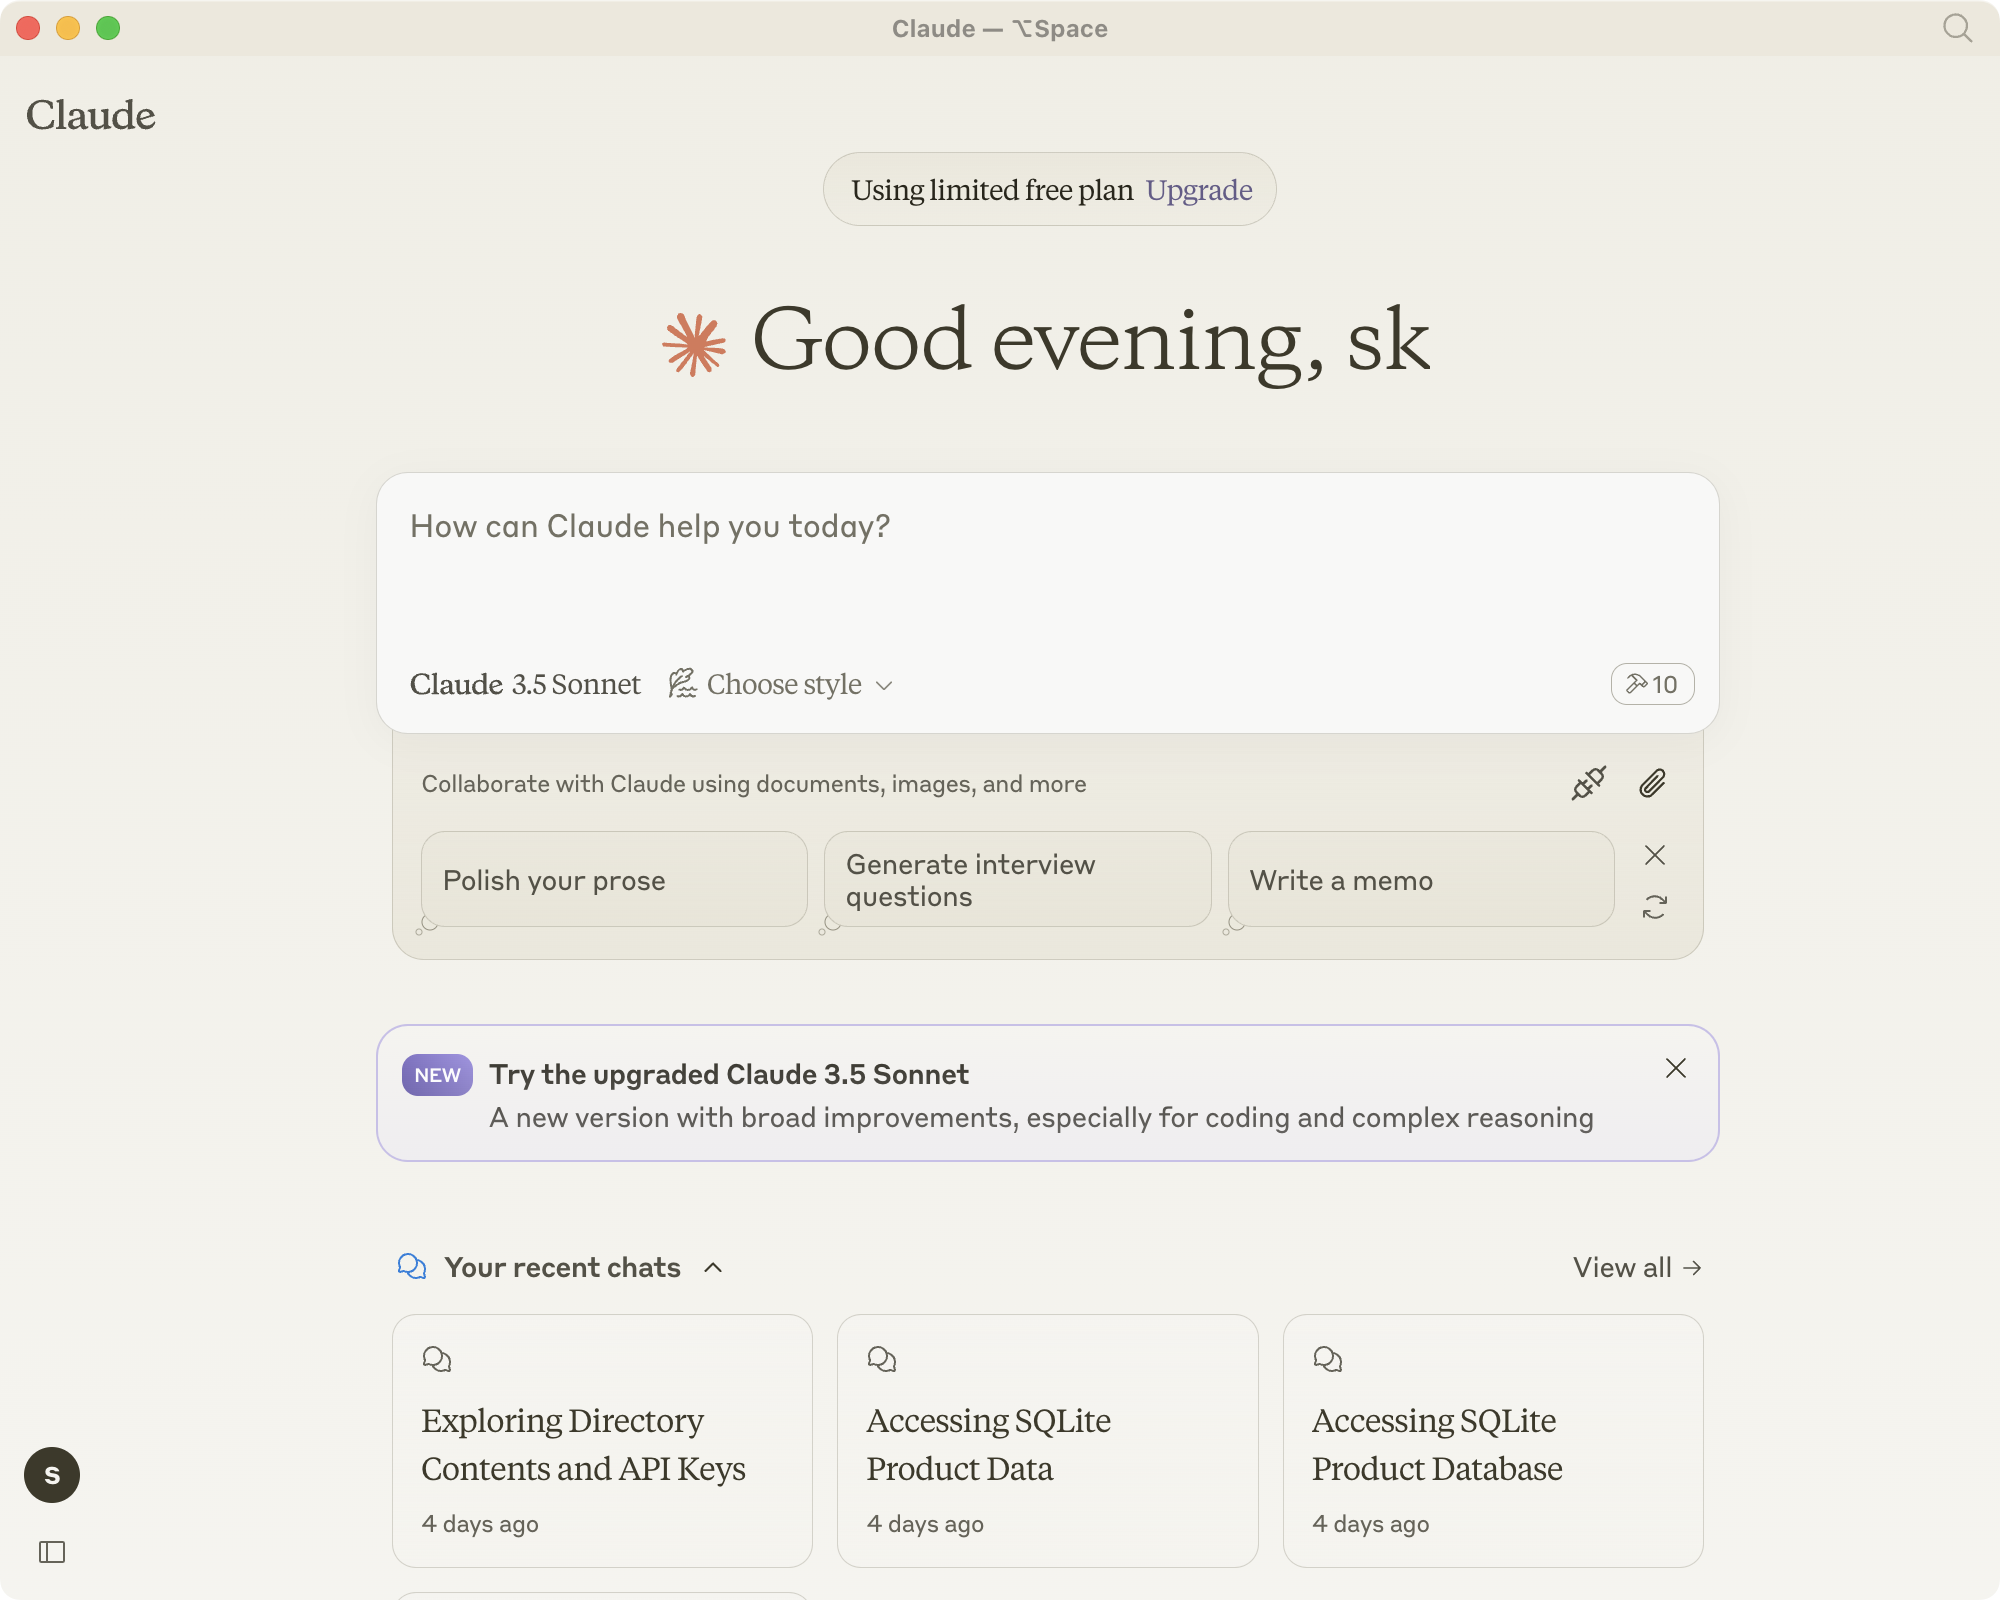 Claude — ⌥Space
Claude
Using limited free plan Upgrade
Good evening, sk
How can Claude help you today?
Claude 3.5 Sonnet Choose style 10
Collaborate with Claude using documents, images, and more
Polish your prose
Generate interview
questions
Write a memo
NEW Try the upgraded Claude 3.5 Sonnet
A new version with broad improvements, especially for coding and complex reasoning
Your recent chats
View all →
Exploring Directory
Contents and API Keys
4 days ago
Accessing SQLite
Product Data
4 days ago
Accessing SQLite
Product Database
4 days ago
S